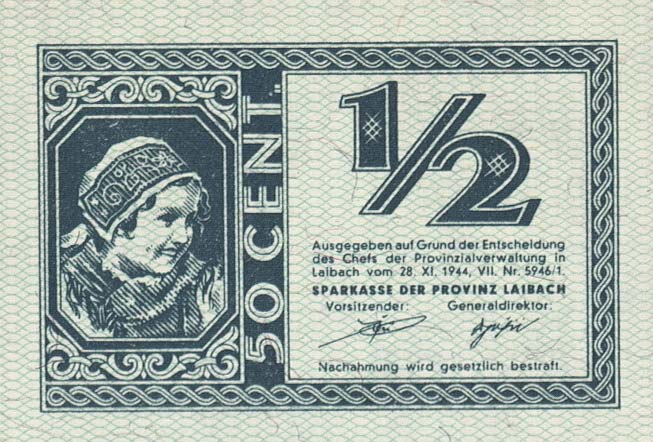 50 CENT.
1/2
Ausgegeben auf Grund der Entscheidung
des Chefs der Provinzialverwaltung in
Laibach vom 28. XI. 1944, VII. Nr. 5946/1.
SPARKASSE DER PROVINZ LAIBACH
Vorsitzender: Generaldirektor:
Nachahmung wird gesetzlich bestraft.